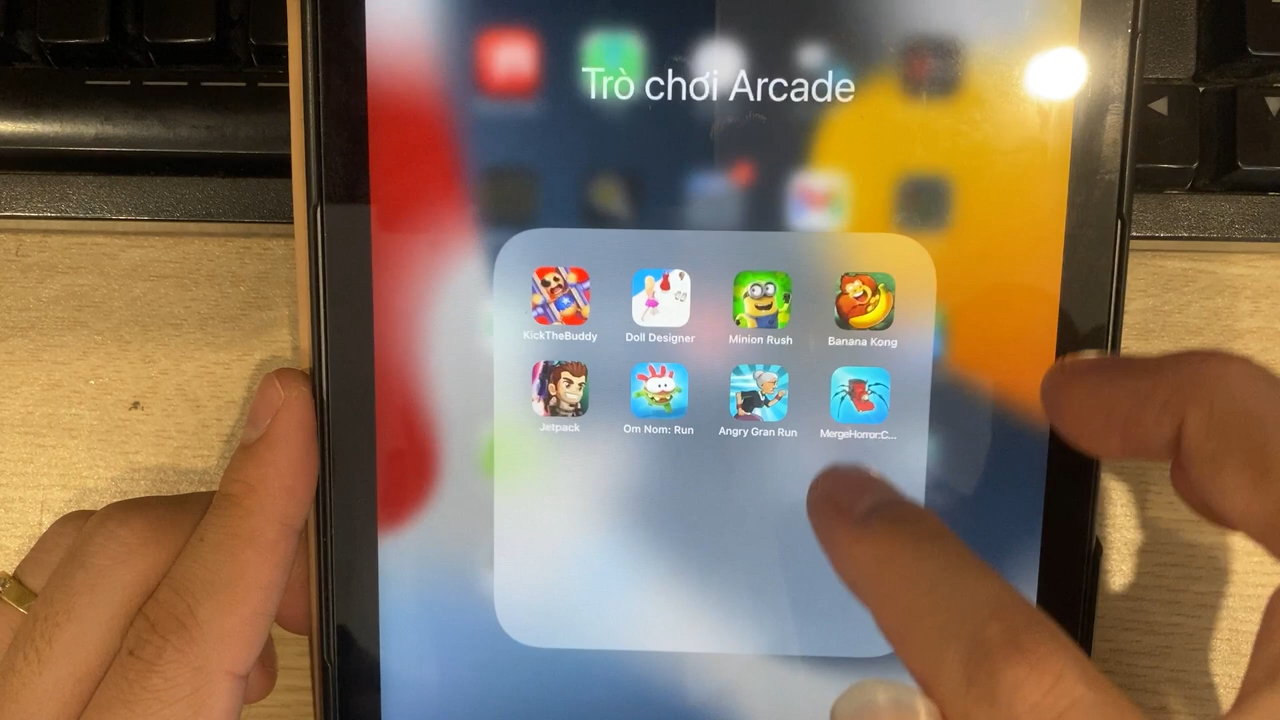 Trò chơi Arcade
KickTheBuddy
Doll Designer
Minion Rush
Banana Kong
Jetpack
Om Nom: Run
Angry Gran Run
MergeHorror:C...